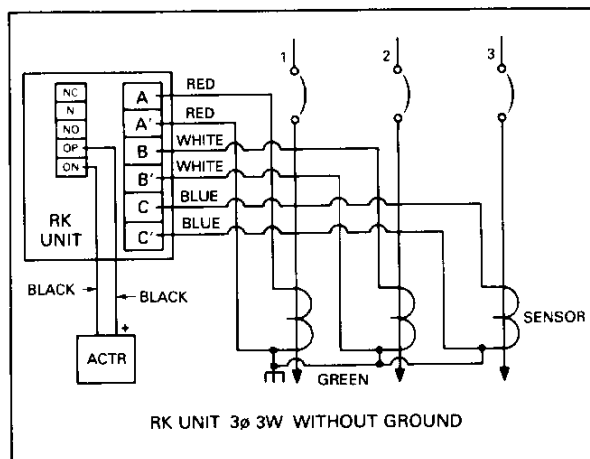 1
2
3
NC
N
NO
OP
ON
A
A'
B
B'
C
C'
RED
RED
WHITE
WHITE
BLUE
BLUE
RK
UNIT
BLACK
BLACK
+
ACTR
SENSOR
GREEN
RK UNIT 3ø 3W WITHOUT GROUND